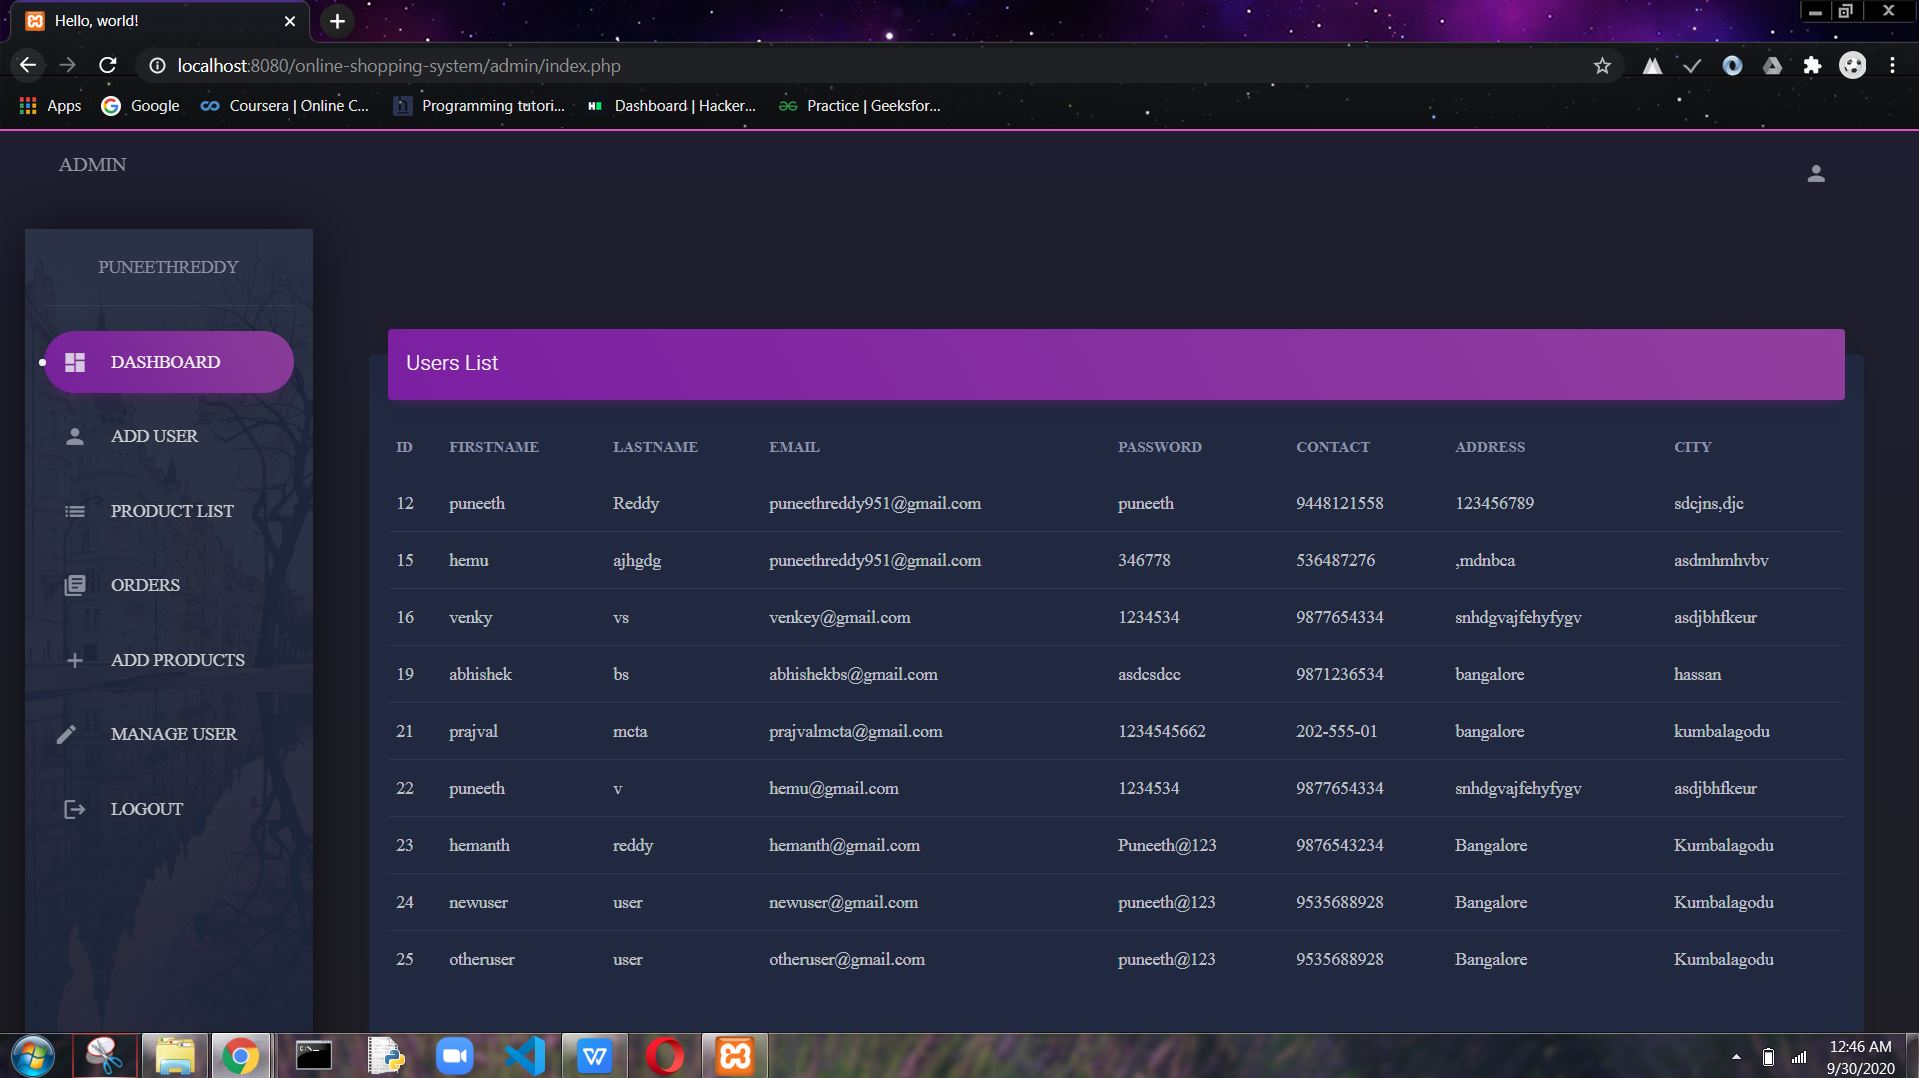 Hello, world!
localhost:8080/online-shopping-system/admin/index.php
Apps Google Coursera | Online C... Programming tutori... Dashboard | Hacker... Practice | Geeksfor...
ADMIN
PUNEETHREDDY
DASHBOARD
ADD USER
PRODUCT LIST
ORDERS
ADD PRODUCTS
MANAGE USER
LOGOUT
Users List
ID FIRSTNAME LASTNAME EMAIL PASSWORD CONTACT ADDRESS CITY
12 puneeth Reddy puneethreddy951@gmail.com puneeth 9448121558 123456789 sdcjns,djc
15 hemu ajhgdg puneethreddy951@gmail.com 346778 536487276 ,mdnbca asdmhmhvbv
16 venky vs venkey@gmail.com 1234534 9877654334 snhdgvajfehyfygv asdjbhfkeur
19 abhishek bs abhishekbs@gmail.com asdcsdcc 9871236534 bangalore hassan
21 prajval mcta prajvalmcta@gmail.com 1234545662 202-555-01 bangalore kumbalagodu
22 puneeth v hemu@gmail.com 1234534 9877654334 snhdgvajfehyfygv asdjbhfkeur
23 hemanth reddy hemanth@gmail.com Puneeth@123 9876543234 Bangalore Kumbalagodu
24 newuser user newuser@gmail.com puneeth@123 9535688928 Bangalore Kumbalagodu
25 otheruser user otheruser@gmail.com puneeth@123 9535688928 Bangalore Kumbalagodu
12:46 AM
9/30/2020